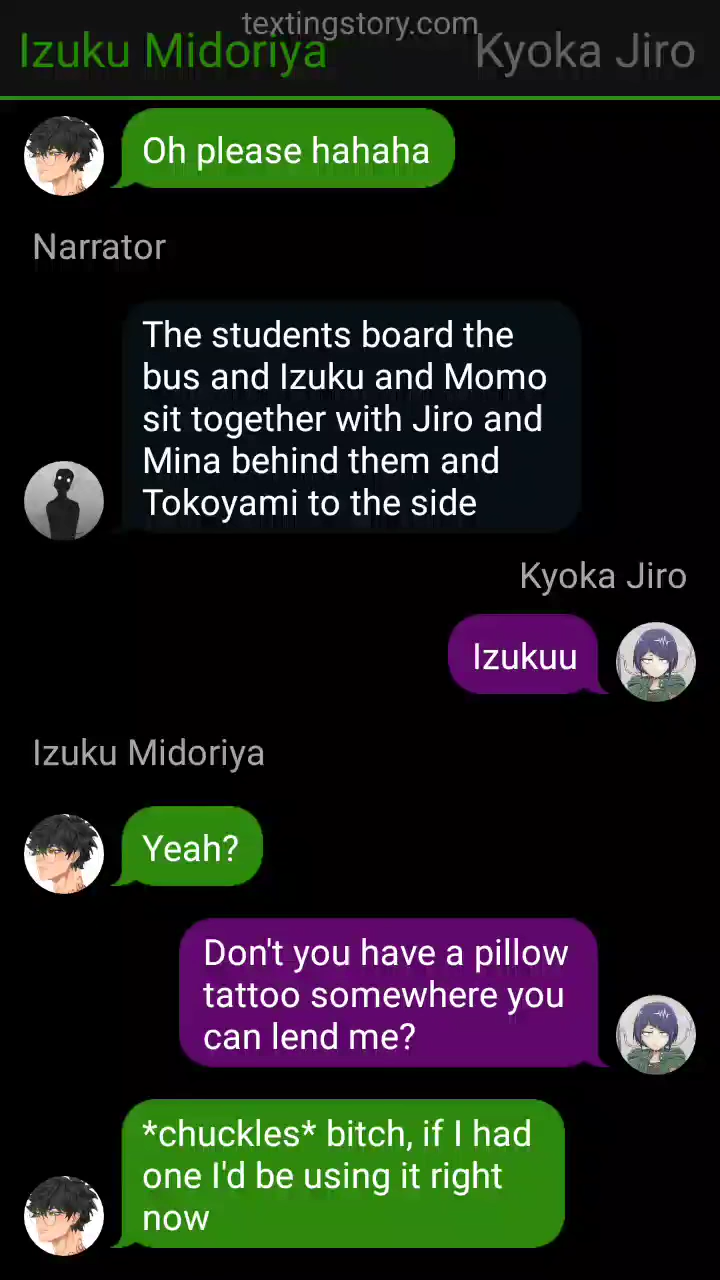 textingstory.com
Izuku Midoriya Kyoka Jiro
Oh please hahaha
Narrator
The students board the
bus and Izuku and Momo
sit together with Jiro and
Mina behind them and
Tokoyami to the side
Kyoka Jiro
Izukuu
Izuku Midoriya
Yeah?
Don't you have a pillow
tattoo somewhere you
can lend me?
*chuckles* bitch, if I had
one I'd be using it right
now